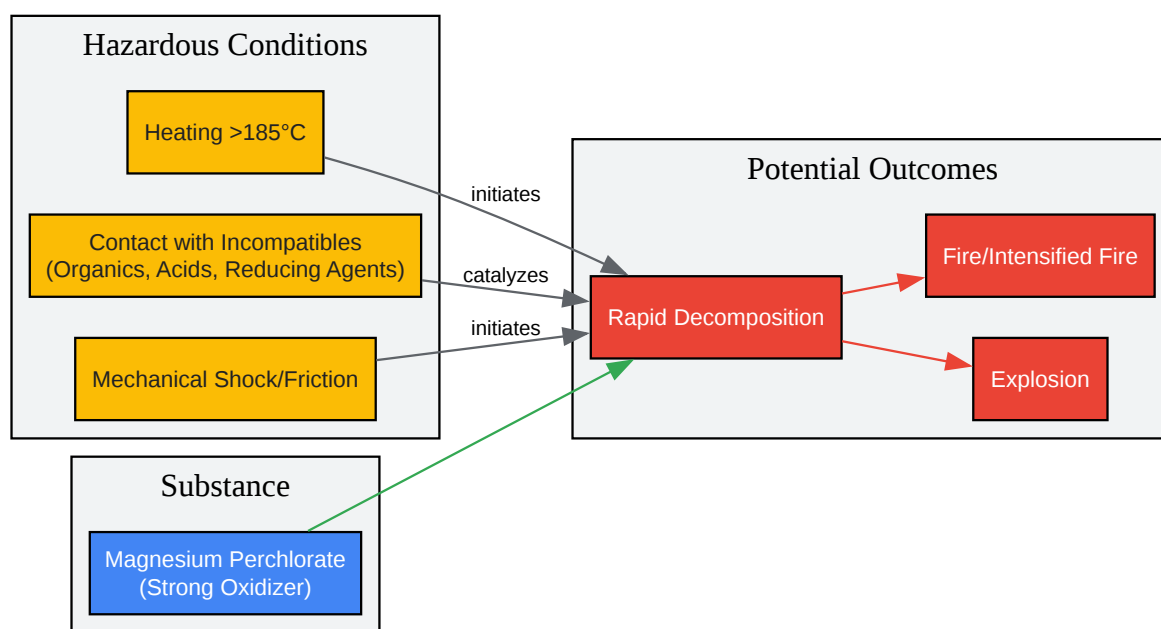 Hazardous Conditions
Heating >185°C
Contact with Incompatibles
(Organics, Acids, Reducing Agents)
Mechanical Shock/Friction
initiates
catalyzes
initiates
Potential Outcomes
Rapid Decomposition
Fire/Intensified Fire
Explosion
Substance
Magnesium Perchlorate
(Strong Oxidizer)